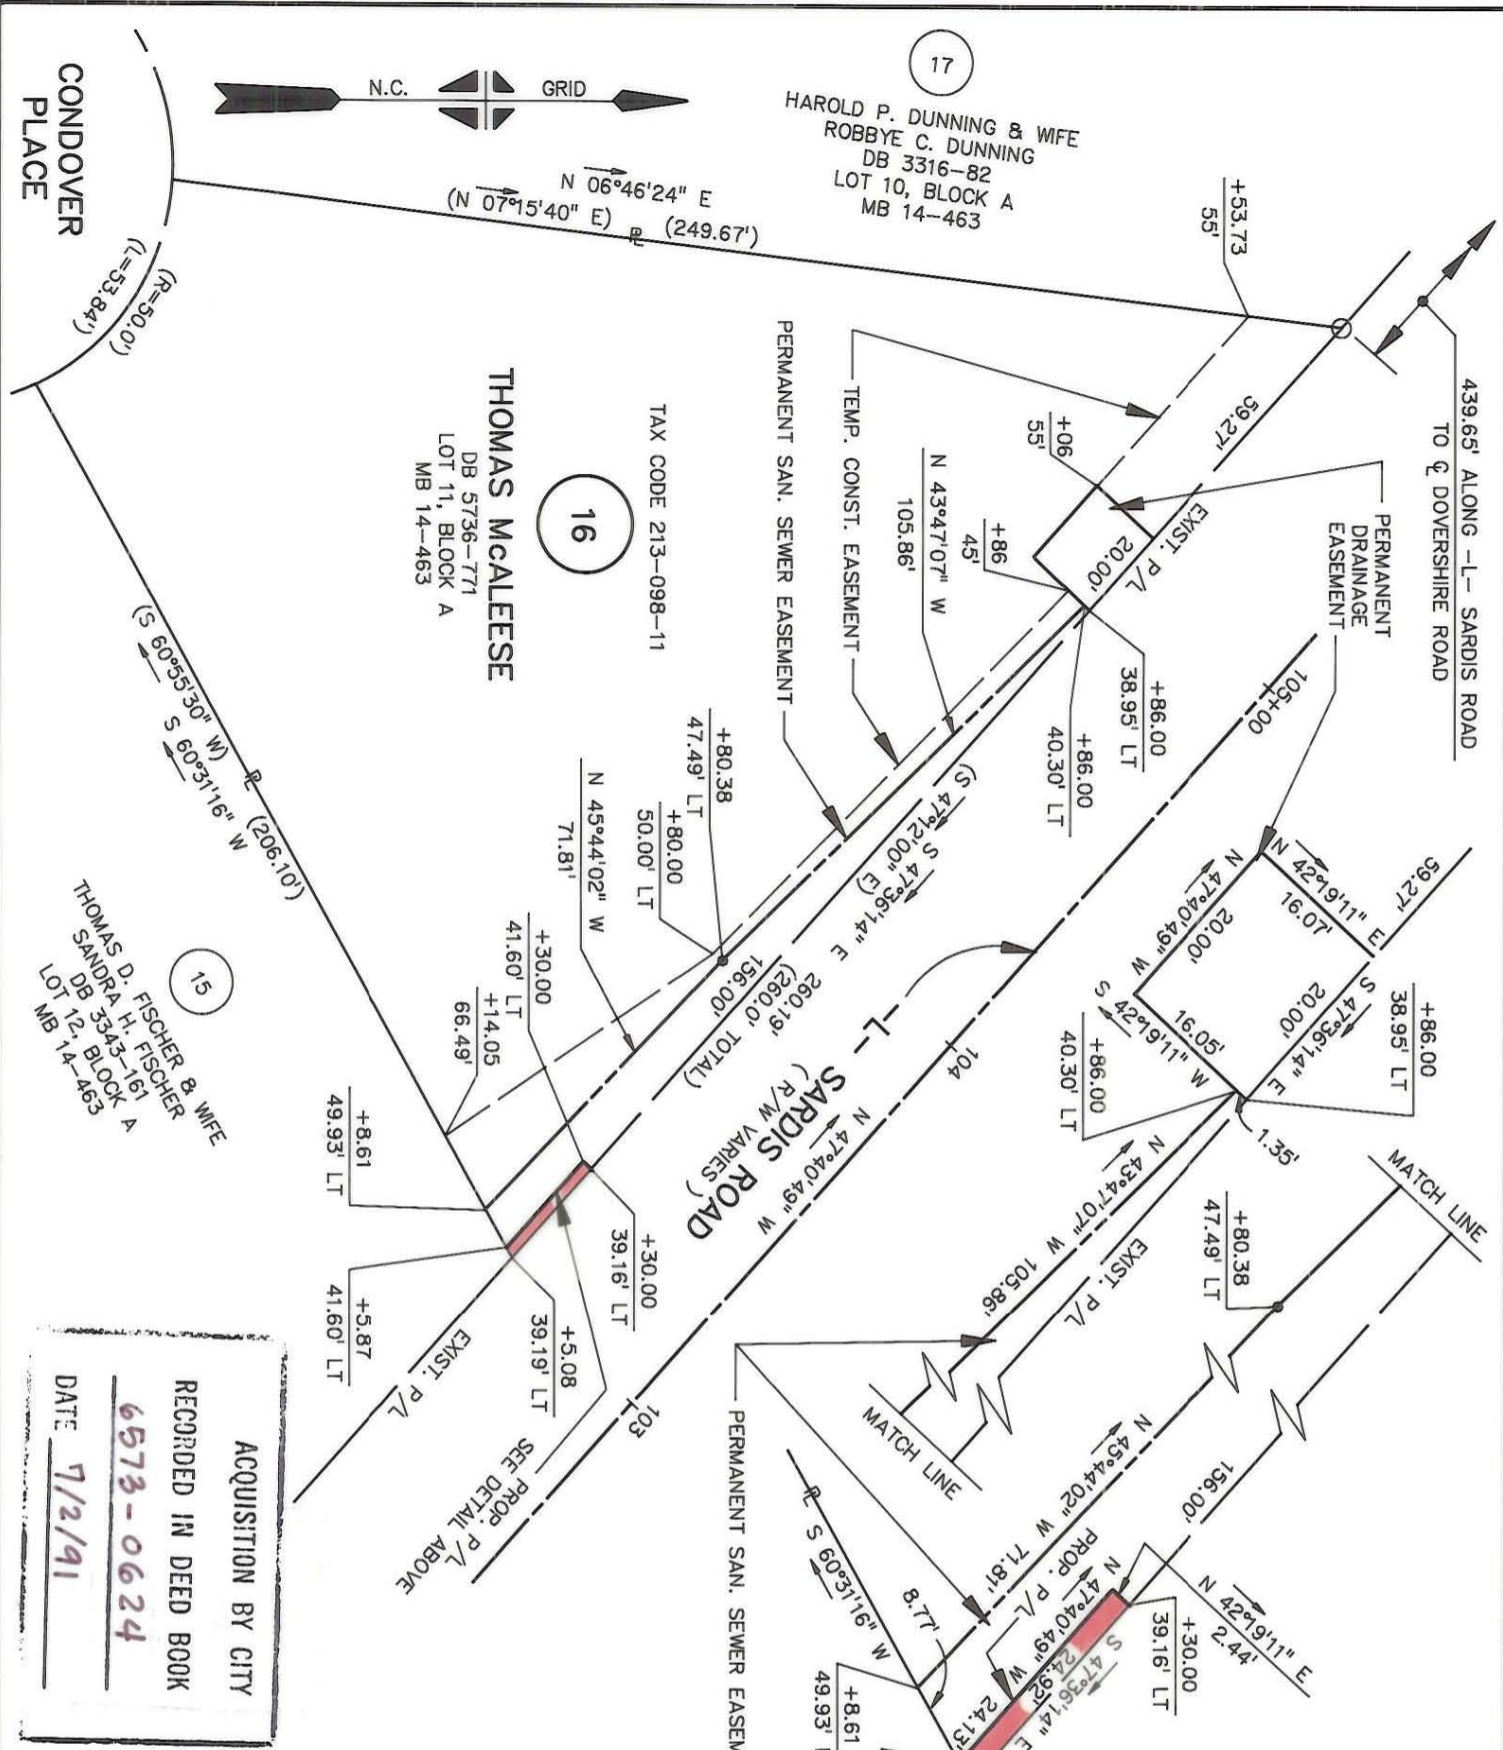 17
HAROLD P. DUNNING & WIFE
ROBBYE C. DUNNING
DB 3316-82
LOT 10, BLOCK A
MB 14-463
N.C.
GRID
CONDOVER
PLACE
N 06°46'24" E
(N 07°15'40" E)
P̲L (249.67')
(R=50.0')
(L=53.84')
+53.73
55'
439.65' ALONG -L- SARDIS ROAD
TO ℄ DOVERSHIRE ROAD
59.27'
+06
55'
EXIST. P/L
20.00'
PERMANENT
DRAINAGE
EASEMENT
TEMP. CONST. EASEMENT
PERMANENT SAN. SEWER EASEMENT
N 43°47'07" W
105.86'
+86
45'
+86.00
38.95' LT
+86.00
40.30' LT
TAX CODE 213-098-11
16
THOMAS McALEESE
DB 5736-771
LOT 11, BLOCK A
MB 14-463
(S 60°55'30" W)
S 60°31'16" W
P̲L (206.10')
15
THOMAS D. FISCHER & WIFE
SANDRA H. FISCHER
DB 3343-161
LOT 12, BLOCK A
MB 14-463
+80.38
47.49' LT
+80.00
50.00' LT
N 45°44'02" W
71.81'
+30.00
41.60' LT
+14.05
66.49'
+8.61
49.93' LT
+5.87
41.60' LT
+30.00
39.16' LT
+5.08
39.19' LT
EXIST. P/L
PROP. P/L
SEE DETAIL ABOVE
(S 47°12'00" E)
S 47°36'14" E
156.00'
260.19'
(260.0' TOTAL)
105+00
104
103
-L-
SARDIS ROAD
( R/W VARIES )
N 47°40'49" W
59.27'
N 42°19'11" E
16.07'
N 47°40'49" W
20.00'
S 47°36'14" E
20.00'
S 42°19'11" W
16.05'
+86.00
38.95' LT
+86.00
40.30' LT
1.35'
N 43°47'07" W 105.86'
EXIST. P/L
MATCH LINE
MATCH LINE
+80.38
47.49' LT
PERMANENT SAN. SEWER EASEM
N 45°44'02" W 71.81'
156.00'
PROP. P/L
N 47°40'49" W
24.92'
S 47°36'14" E
24.13'
N 42°19'11" E
2.44'
+30.00
39.16' LT
P̲L S 60°31'16" W
8.77'
+8.61
49.93'
ACQUISITION BY CITY
RECORDED IN DEED BOOK
6573-0624
DATE 7/2/91